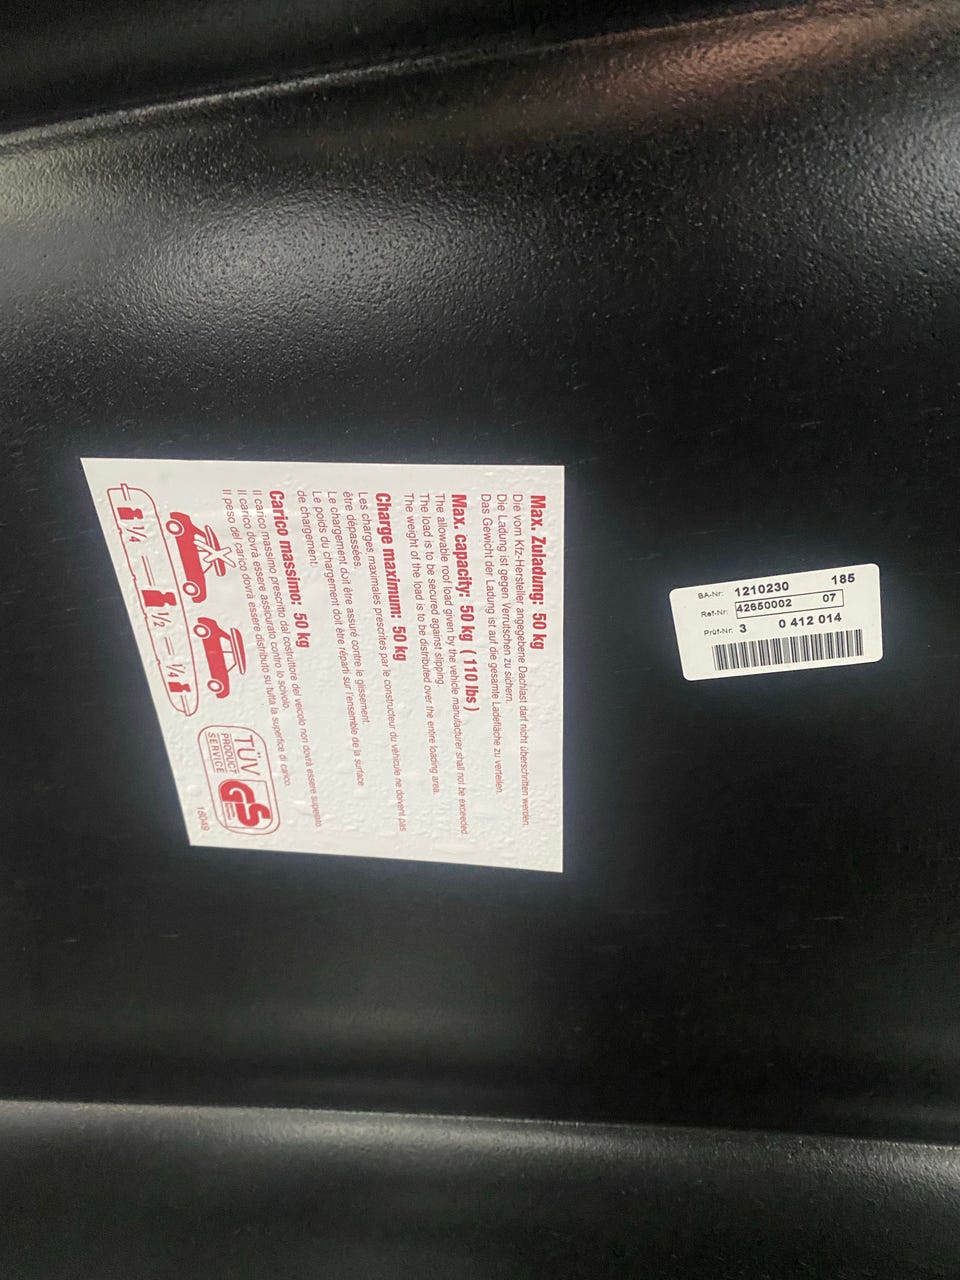 Max. Zuladung: 50 kg
Die vom Kfz-Hersteller angegebene Dachlast darf nicht überschritten werden.
Die Ladung ist gegen Verrutschen zu sichern.
Das Gewicht der Ladung ist auf die gesamte Ladefläche zu verteilen.
Max. capacity: 50 kg ( 110 lbs )
The allowable roof load given by the vehicle manufacturer shall not be exceeded.
The load is to be secured against slipping.
The weight of the load is to be distributed over the entire loading area.
Charge maximum: 50 kg
Les charges maximales prescrites par le constructeur du véhicule ne doivent pas
être dépassées.
Le chargement doit être assuré contre le glissement.
Le poids du chargement doit être réparti sur l'ensemble de la surface
de chargement.
Carico massimo: 50 kg
Il carico massimo prescritto dal costruttore del veicolo non dovrà essere superato.
Il carico dovrà essere assicurato contro lo scivolo.
Il peso del carico dovrà essere distribuito su tutta la superfice di carico.
1/4 1/2 1/4
TÜV
PRODUCT
SERVICE
GS
16049
BA-Nr: 1210230 185
Ref-Nr: 42650002 07
Prüf-Nr: 3 0 412 014